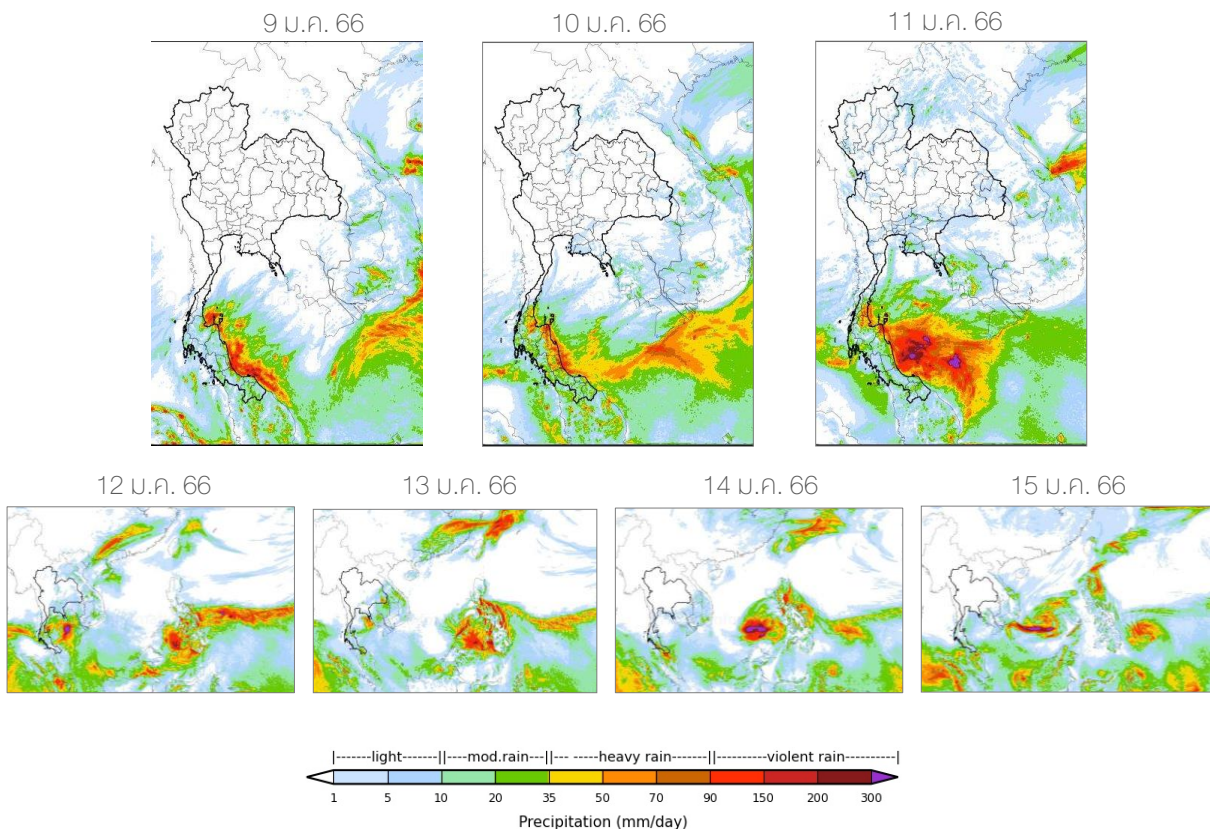 9 ม.ค. 66
10 ม.ค. 66
11 ม.ค. 66
12 ม.ค. 66
13 ม.ค. 66
14 ม.ค. 66
15 ม.ค. 66
|------light-------||----mod.rain---||--- -----heavy rain-------||---------violent rain----------|
1 5 10 20 35 50 70 90 150 200 300
Precipitation (mm/day)